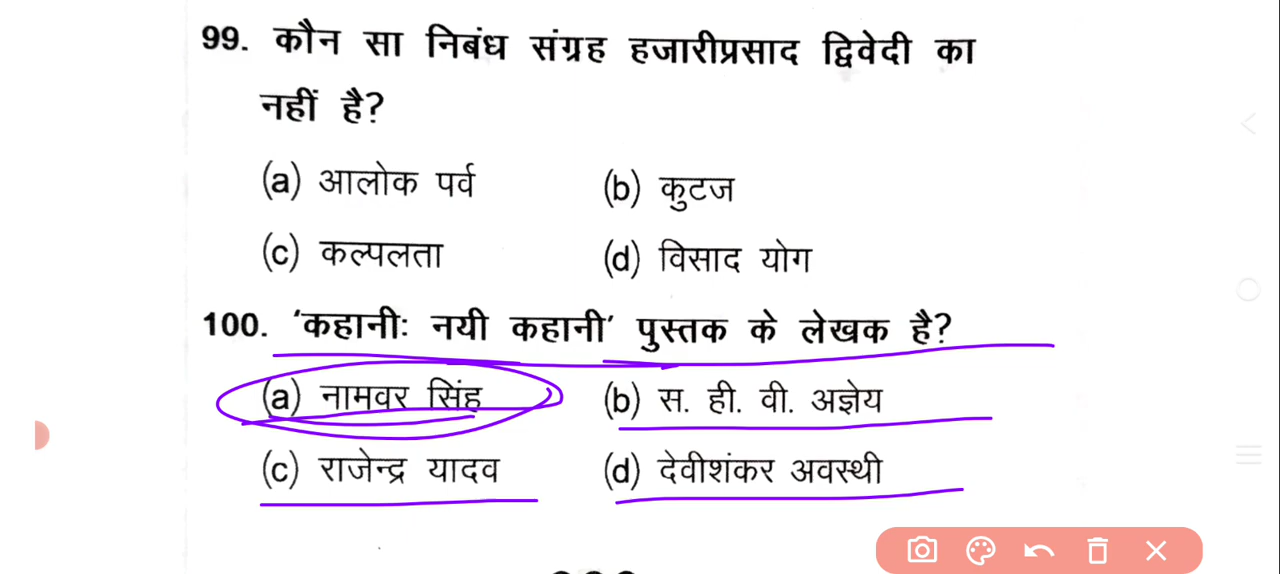 99. कौन सा निबंध संग्रह हजारीप्रसाद द्विवेदी का
नहीं है?
(a) आलोक पर्व (b) कुटज
(c) कल्पलता (d) विसाद योग
100. 'कहानीः नयी कहानी' पुस्तक के लेखक है?
(a) नामवर सिंह (b) स. ही. वी. अज्ञेय
(c) राजेन्द्र यादव (d) देवीशंकर अवस्थी